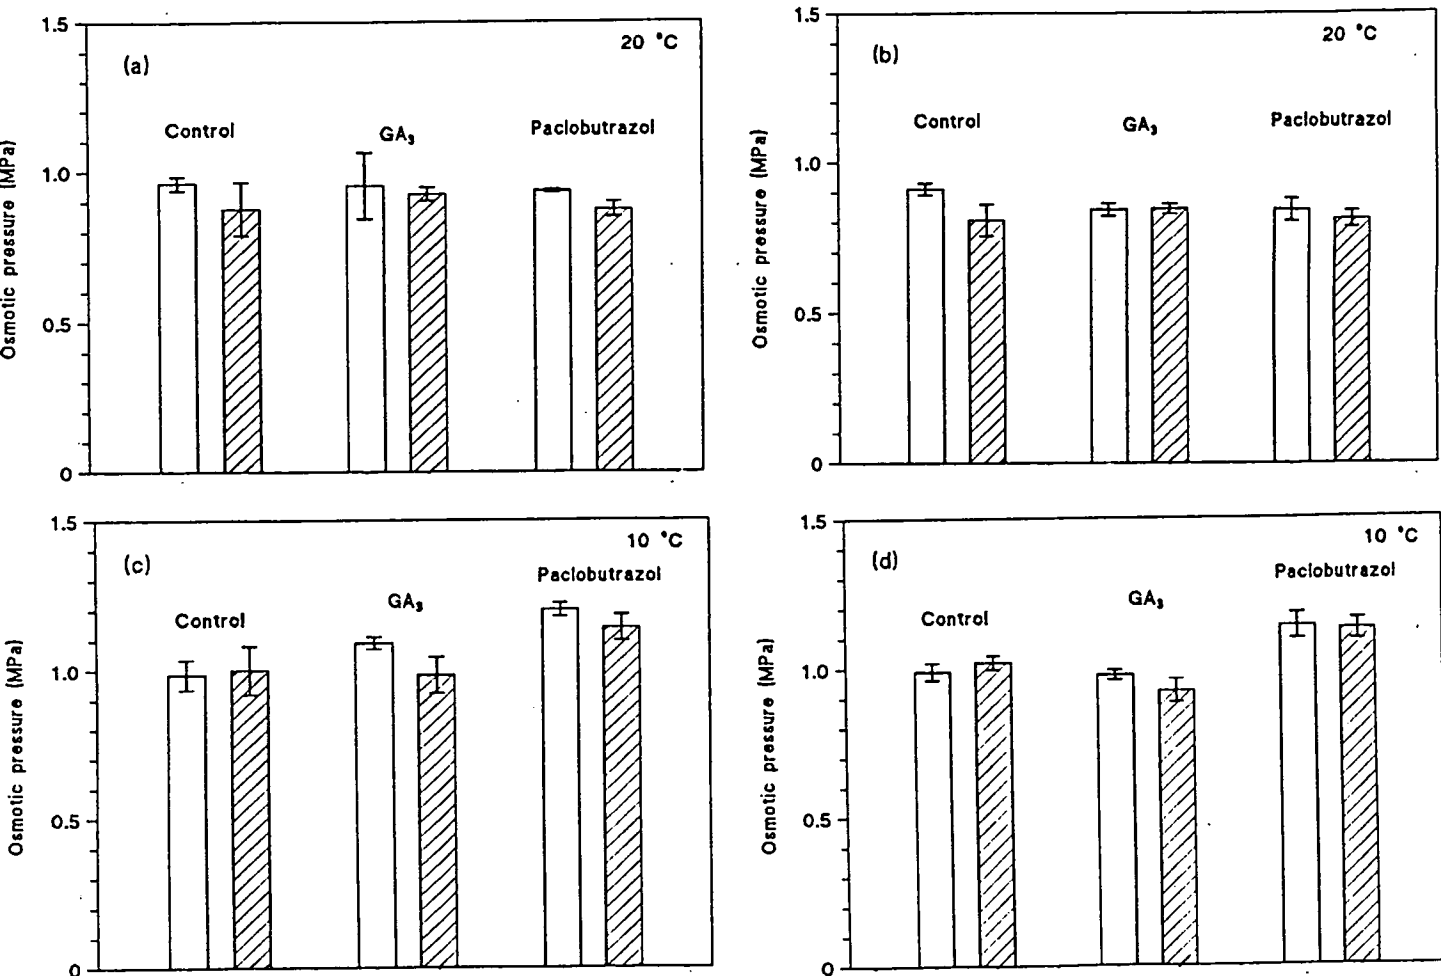 1.5
20 °C
(a)
Control
GA₃
Paclobutrazol
1.0
0.5
0
Osmotic pressure (MPa)
1.5
20 °C
(b)
Control
GA₃
Paclobutrazol
1.0
0.5
0
Osmotic pressure (MPa)
1.5
10 °C
(c)
Paclobutrazol
GA₃
Control
1.0
0.5
0
Osmotic pressure (MPa)
1.5
10 °C
(d)
Paclobutrazol
GA₃
Control
1.0
0.5
0
Osmotic pressure (MPa)